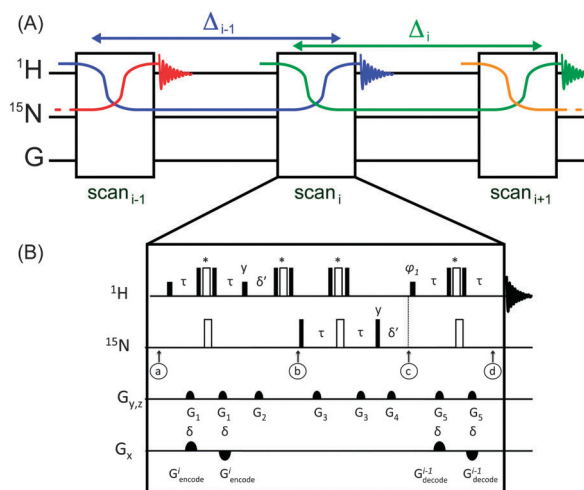 (A)
Δi-1
Δi
1H
15N
G
scani-1
scani
scani+1
(B)
* y * * φ1 *
1H τ τ δ′ τ τ
y
15N τ τ δ′
a b c d
Gy,z
G1 G1 G2 G3 G3 G4 G5 G5
δ δ δ δ
Gx
Giencode Giencode Gi-1decode Gi-1decode